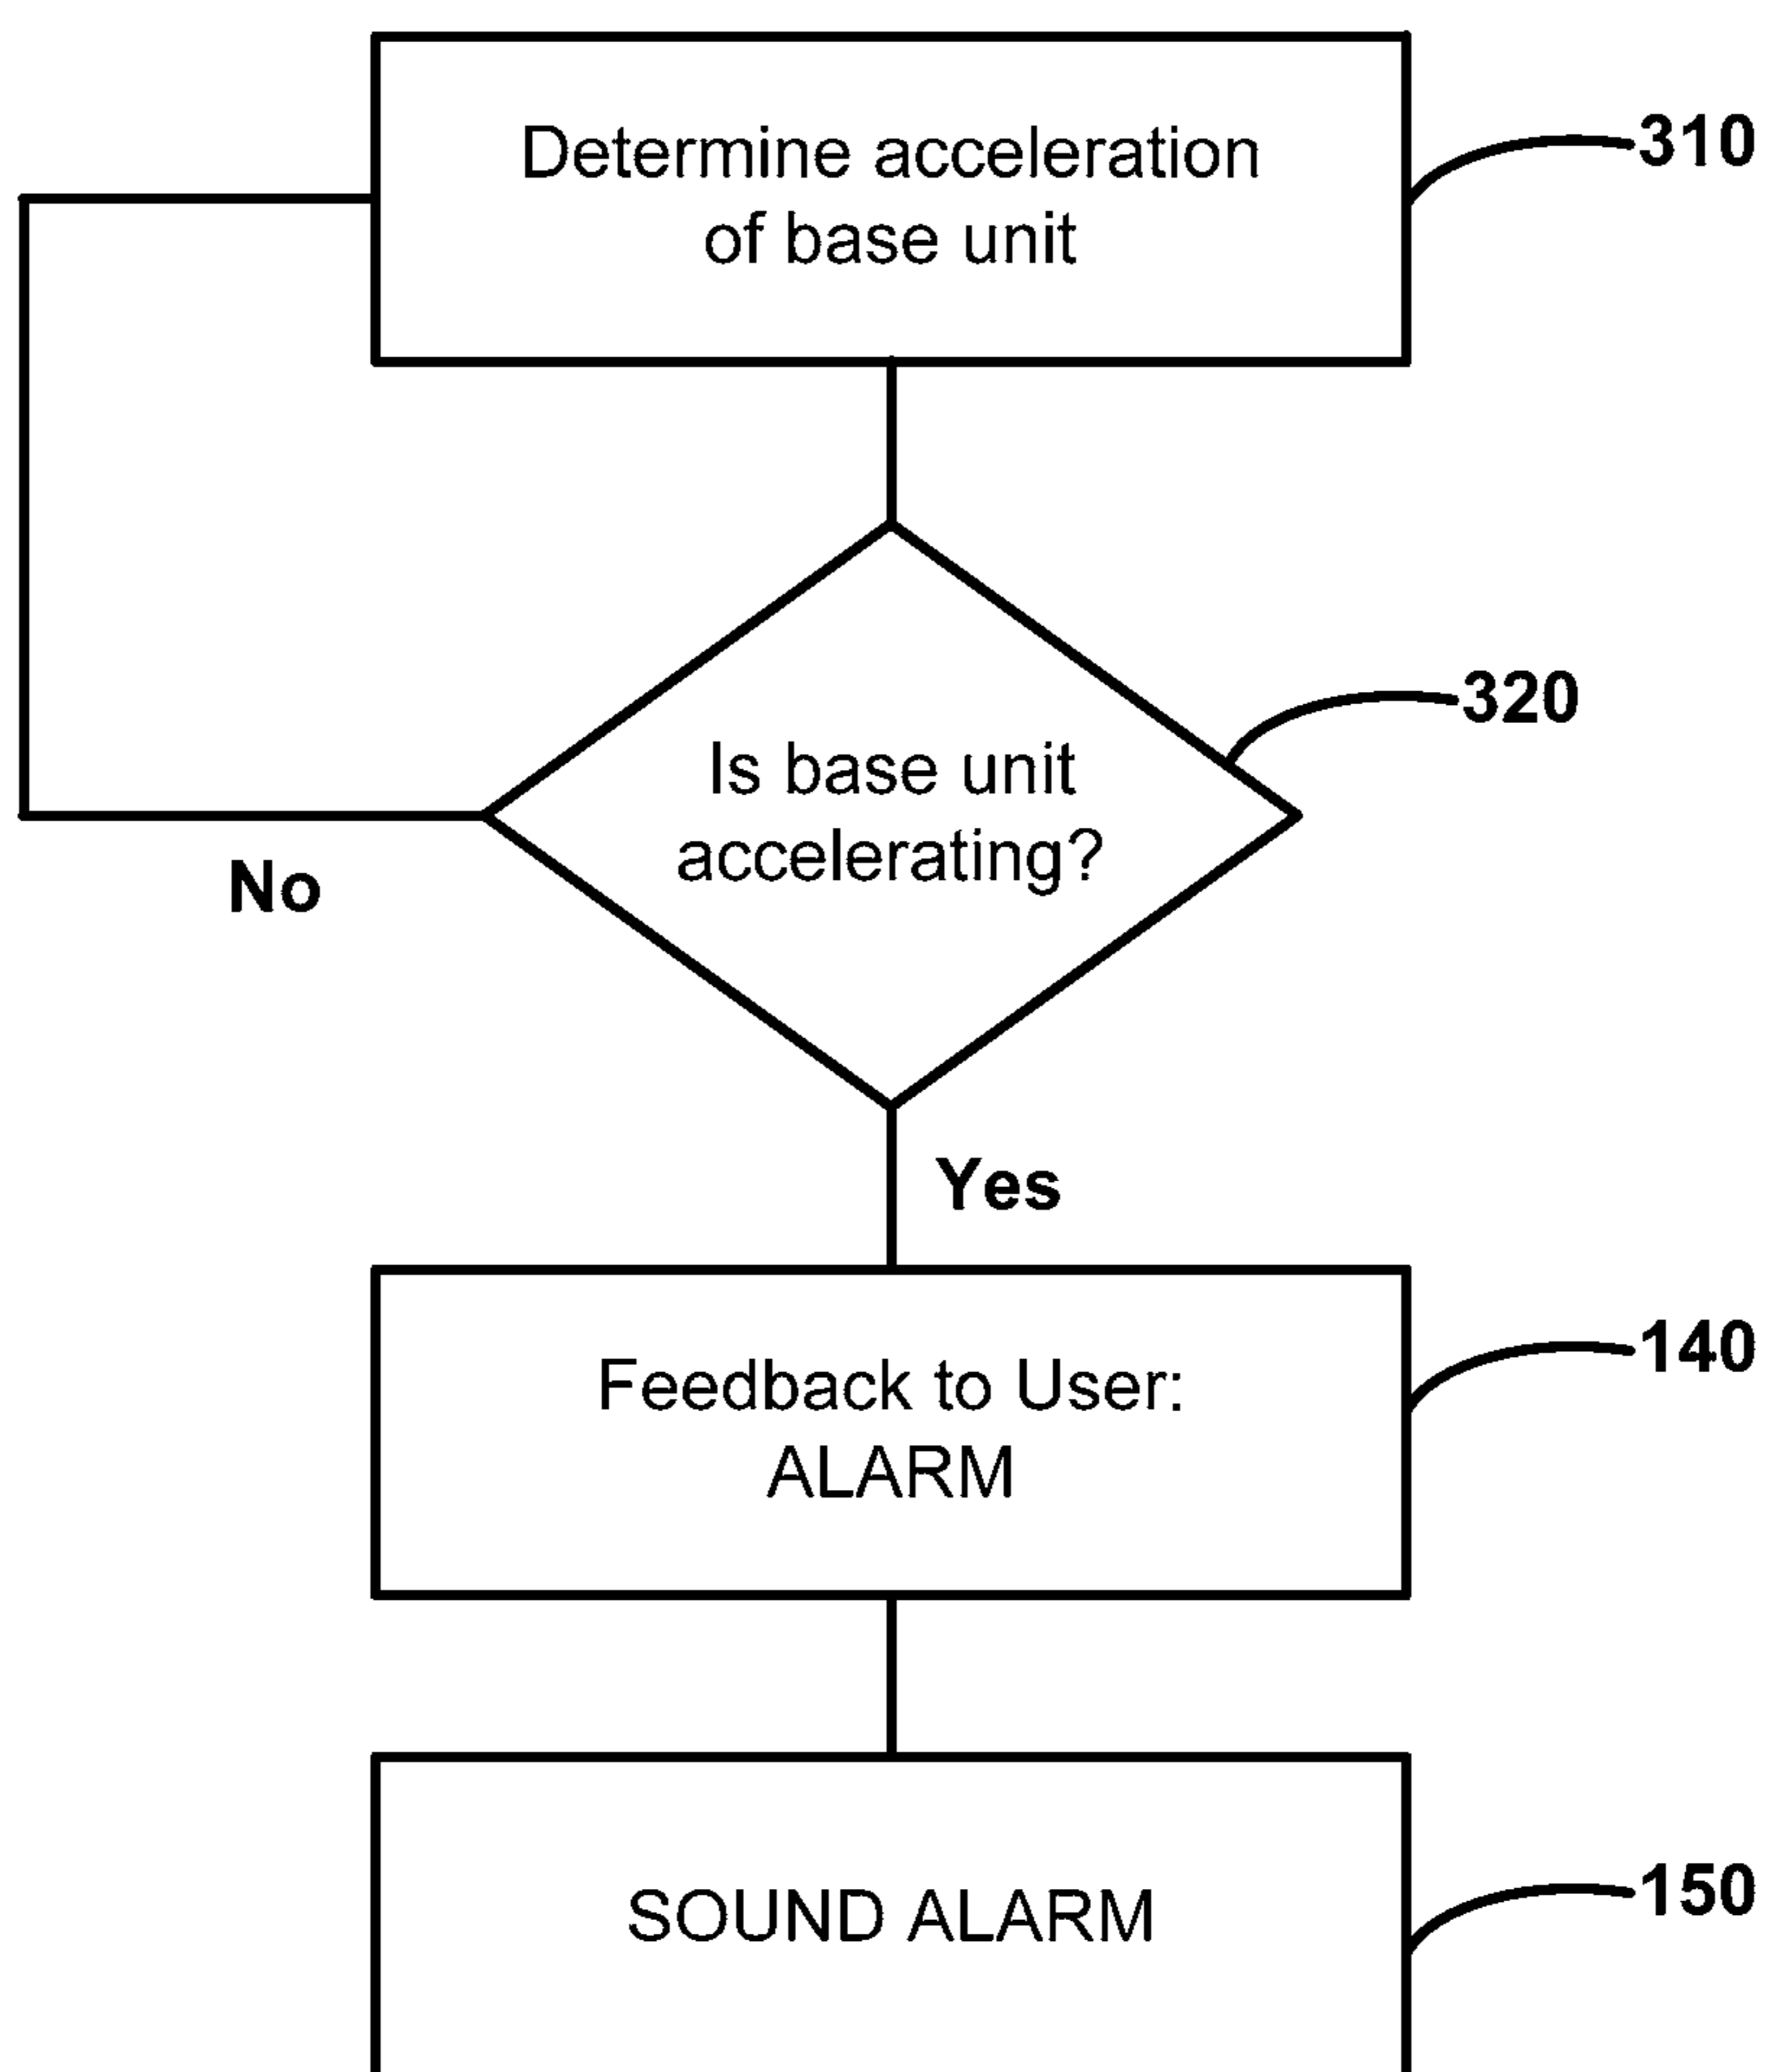 Determine acceleration
of base unit
310
Is base unit
accelerating?
320
No
Yes
Feedback to User:
ALARM
140
SOUND ALARM
150